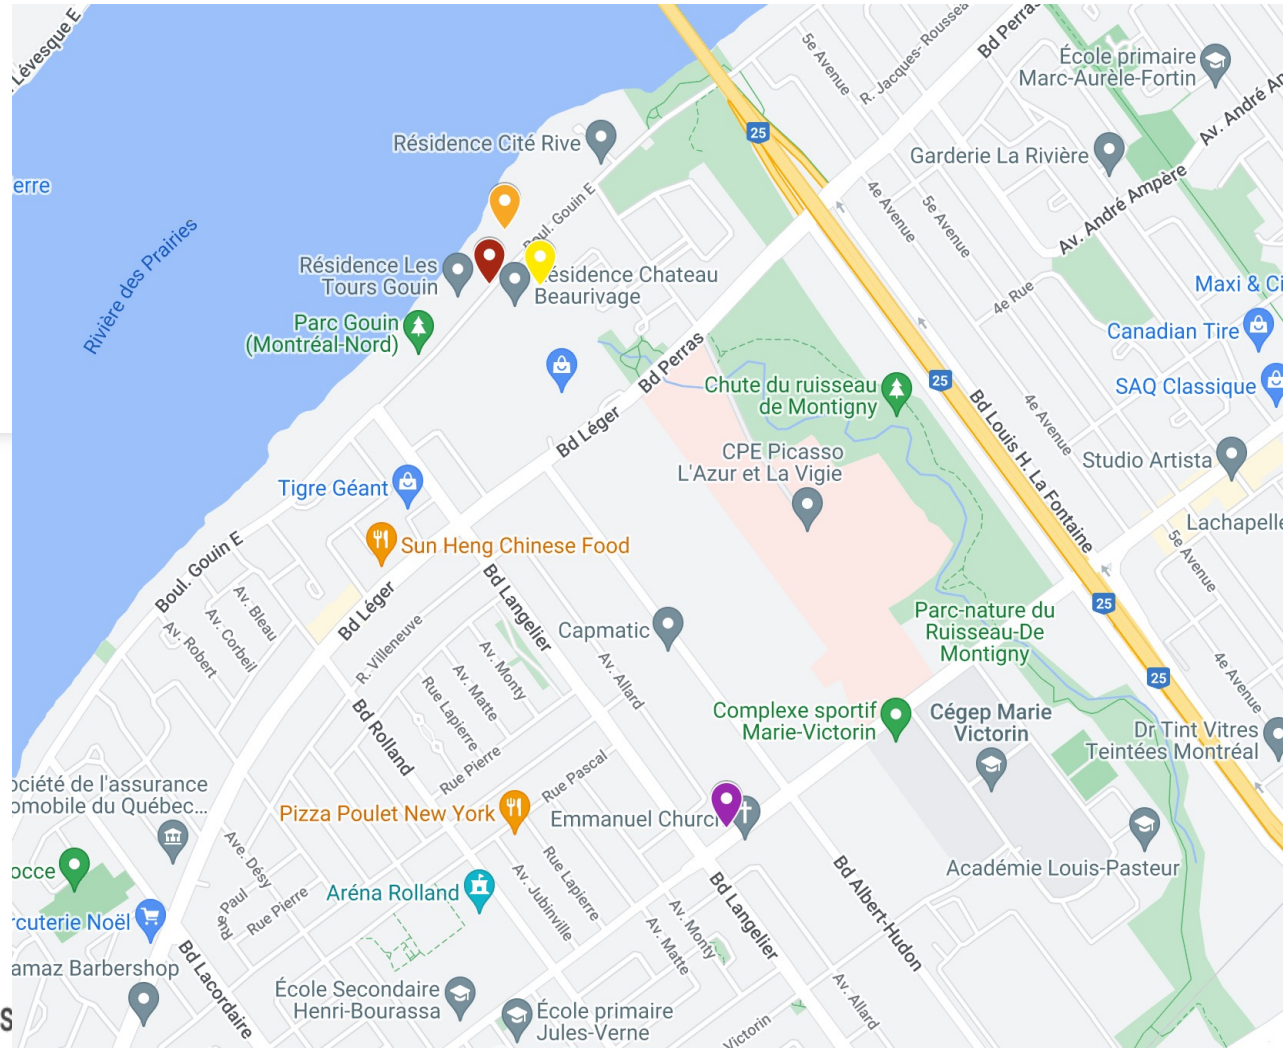 Lévesque E
Bd Perras
5e Avenue
R. Jacques-Rousseau
École primaire
Marc-Aurèle-Fortin
25
Résidence Cité Rive
Garderie La Rivière
Av. André Ampère
erre
4e Avenue
5e Avenue
Boul. Gouin E
Rivière des Prairies
Résidence Les
Tours Gouin
Résidence Chateau
Beaurivage
Parc Gouin
(Montréal-Nord)
Maxi & Ci
4e Rue
Canadian Tire
Bd Perras
Chute du ruisseau
de Montigny
25
SAQ Classique
Bd Léger
4e Avenue
Bd Louis H. La Fontaine
CPE Picasso
L'Azur et La Vigie
Studio Artista
Tigre Géant
Lachapelle
Sun Heng Chinese Food
Boul. Gouin E
5e Avenue
Bd Léger
Bd Langelier
Av. Bleau
Av. Corbeil
Av. Robert
25
Parc-nature du
Ruisseau-De
Montigny
Capmatic
R. Villeneuve
Av. Monty
Av. Matte
Av. Allard
Rue Lapierre
25
4e Avenue
Bd Rolland
Complexe sportif
Marie-Victorin
Cégep Marie
Victorin
Dr Tint Vitres
Teintées Montréal
Rue Pierre
Rue Pascal
ociété de l'assurance
omobile du Québec...
Pizza Poulet New York
Emmanuel Churc
Ave. Désy
Rue Lapierre
Av. Jubinville
Académie Louis-Pasteur
occe
Aréna Rolland
Rue Paul
Rue Pierre
Bd Langelier
Bd Albert-Hudon
rcuterie Noël
Av. Monty
Av. Matte
amaz Barbershop
Bd Lacordaire
École Secondaire
Henri-Bourassa
Av. Allard
École primaire
Jules-Verne
Victorin
s